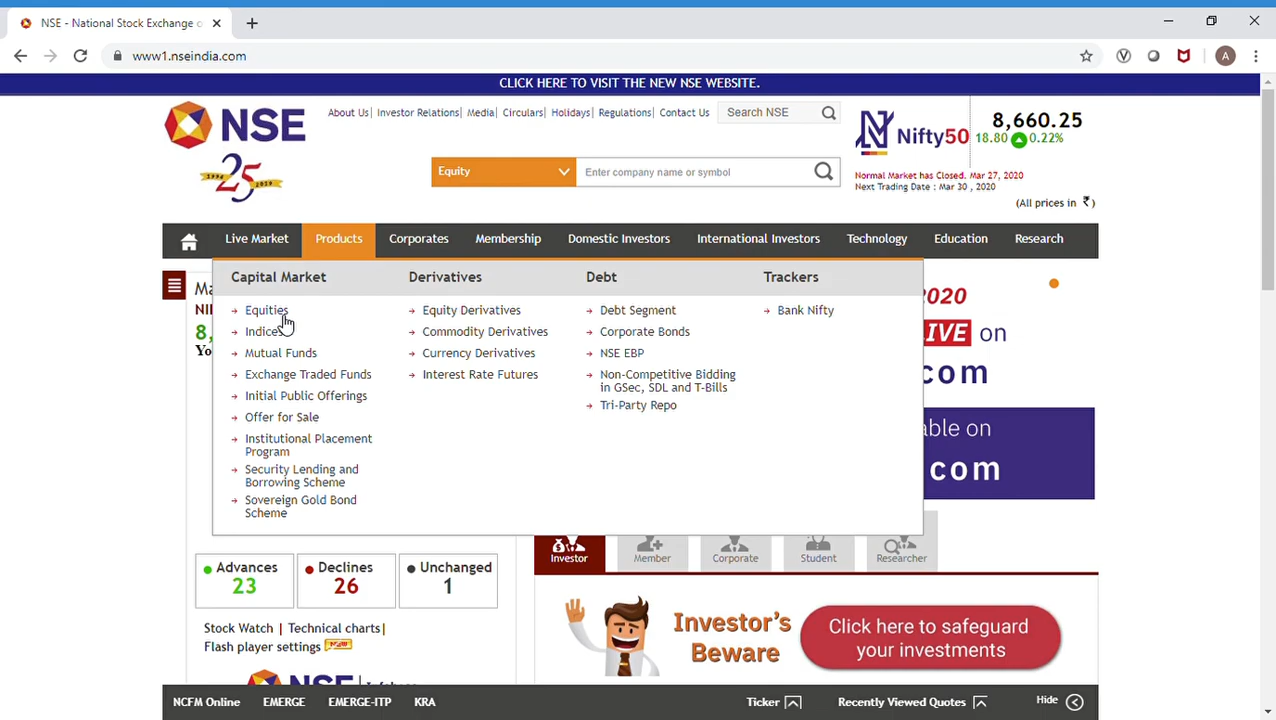 NSE - National Stock Exchange o
www1.nseindia.com
A
CLICK HERE TO VISIT THE NEW NSE WEBSITE.
NSE
1994 25 2019
About Us| Investor Relations| Media| Circulars| Holidays| Regulations| Contact Us
Search NSE
Equity
Enter company name or symbol
Nifty50
8,660.25
18.80 0.22%
Normal Market has Closed. Mar 27, 2020
Next Trading Date : Mar 30 , 2020
(All prices in ₹)
Live Market Products Corporates Membership Domestic Investors International Investors Technology Education Research
Capital Market
Equities
Indices
Mutual Funds
Exchange Traded Funds
Initial Public Offerings
Offer for Sale
Institutional Placement
Program
Security Lending and
Borrowing Scheme
Sovereign Gold Bond
Scheme
Derivatives
Equity Derivatives
Commodity Derivatives
Currency Derivatives
Interest Rate Futures
Debt
Debt Segment
Corporate Bonds
NSE EBP
Non-Competitive Bidding
in GSec, SDL and T-Bills
Tri-Party Repo
Trackers
Bank Nifty
Ma
NI
8,
Yo
2020
LIVE on
com
able on
com
Advances
23
Declines
26
Unchanged
1
Stock Watch | Technical charts|
Flash player settings NEW
Investor Member Corporate Student Researcher
Investor's
Beware
Click here to safeguard
your investments
NCFM Online EMERGE EMERGE-ITP KRA
Ticker Recently Viewed Quotes Hide